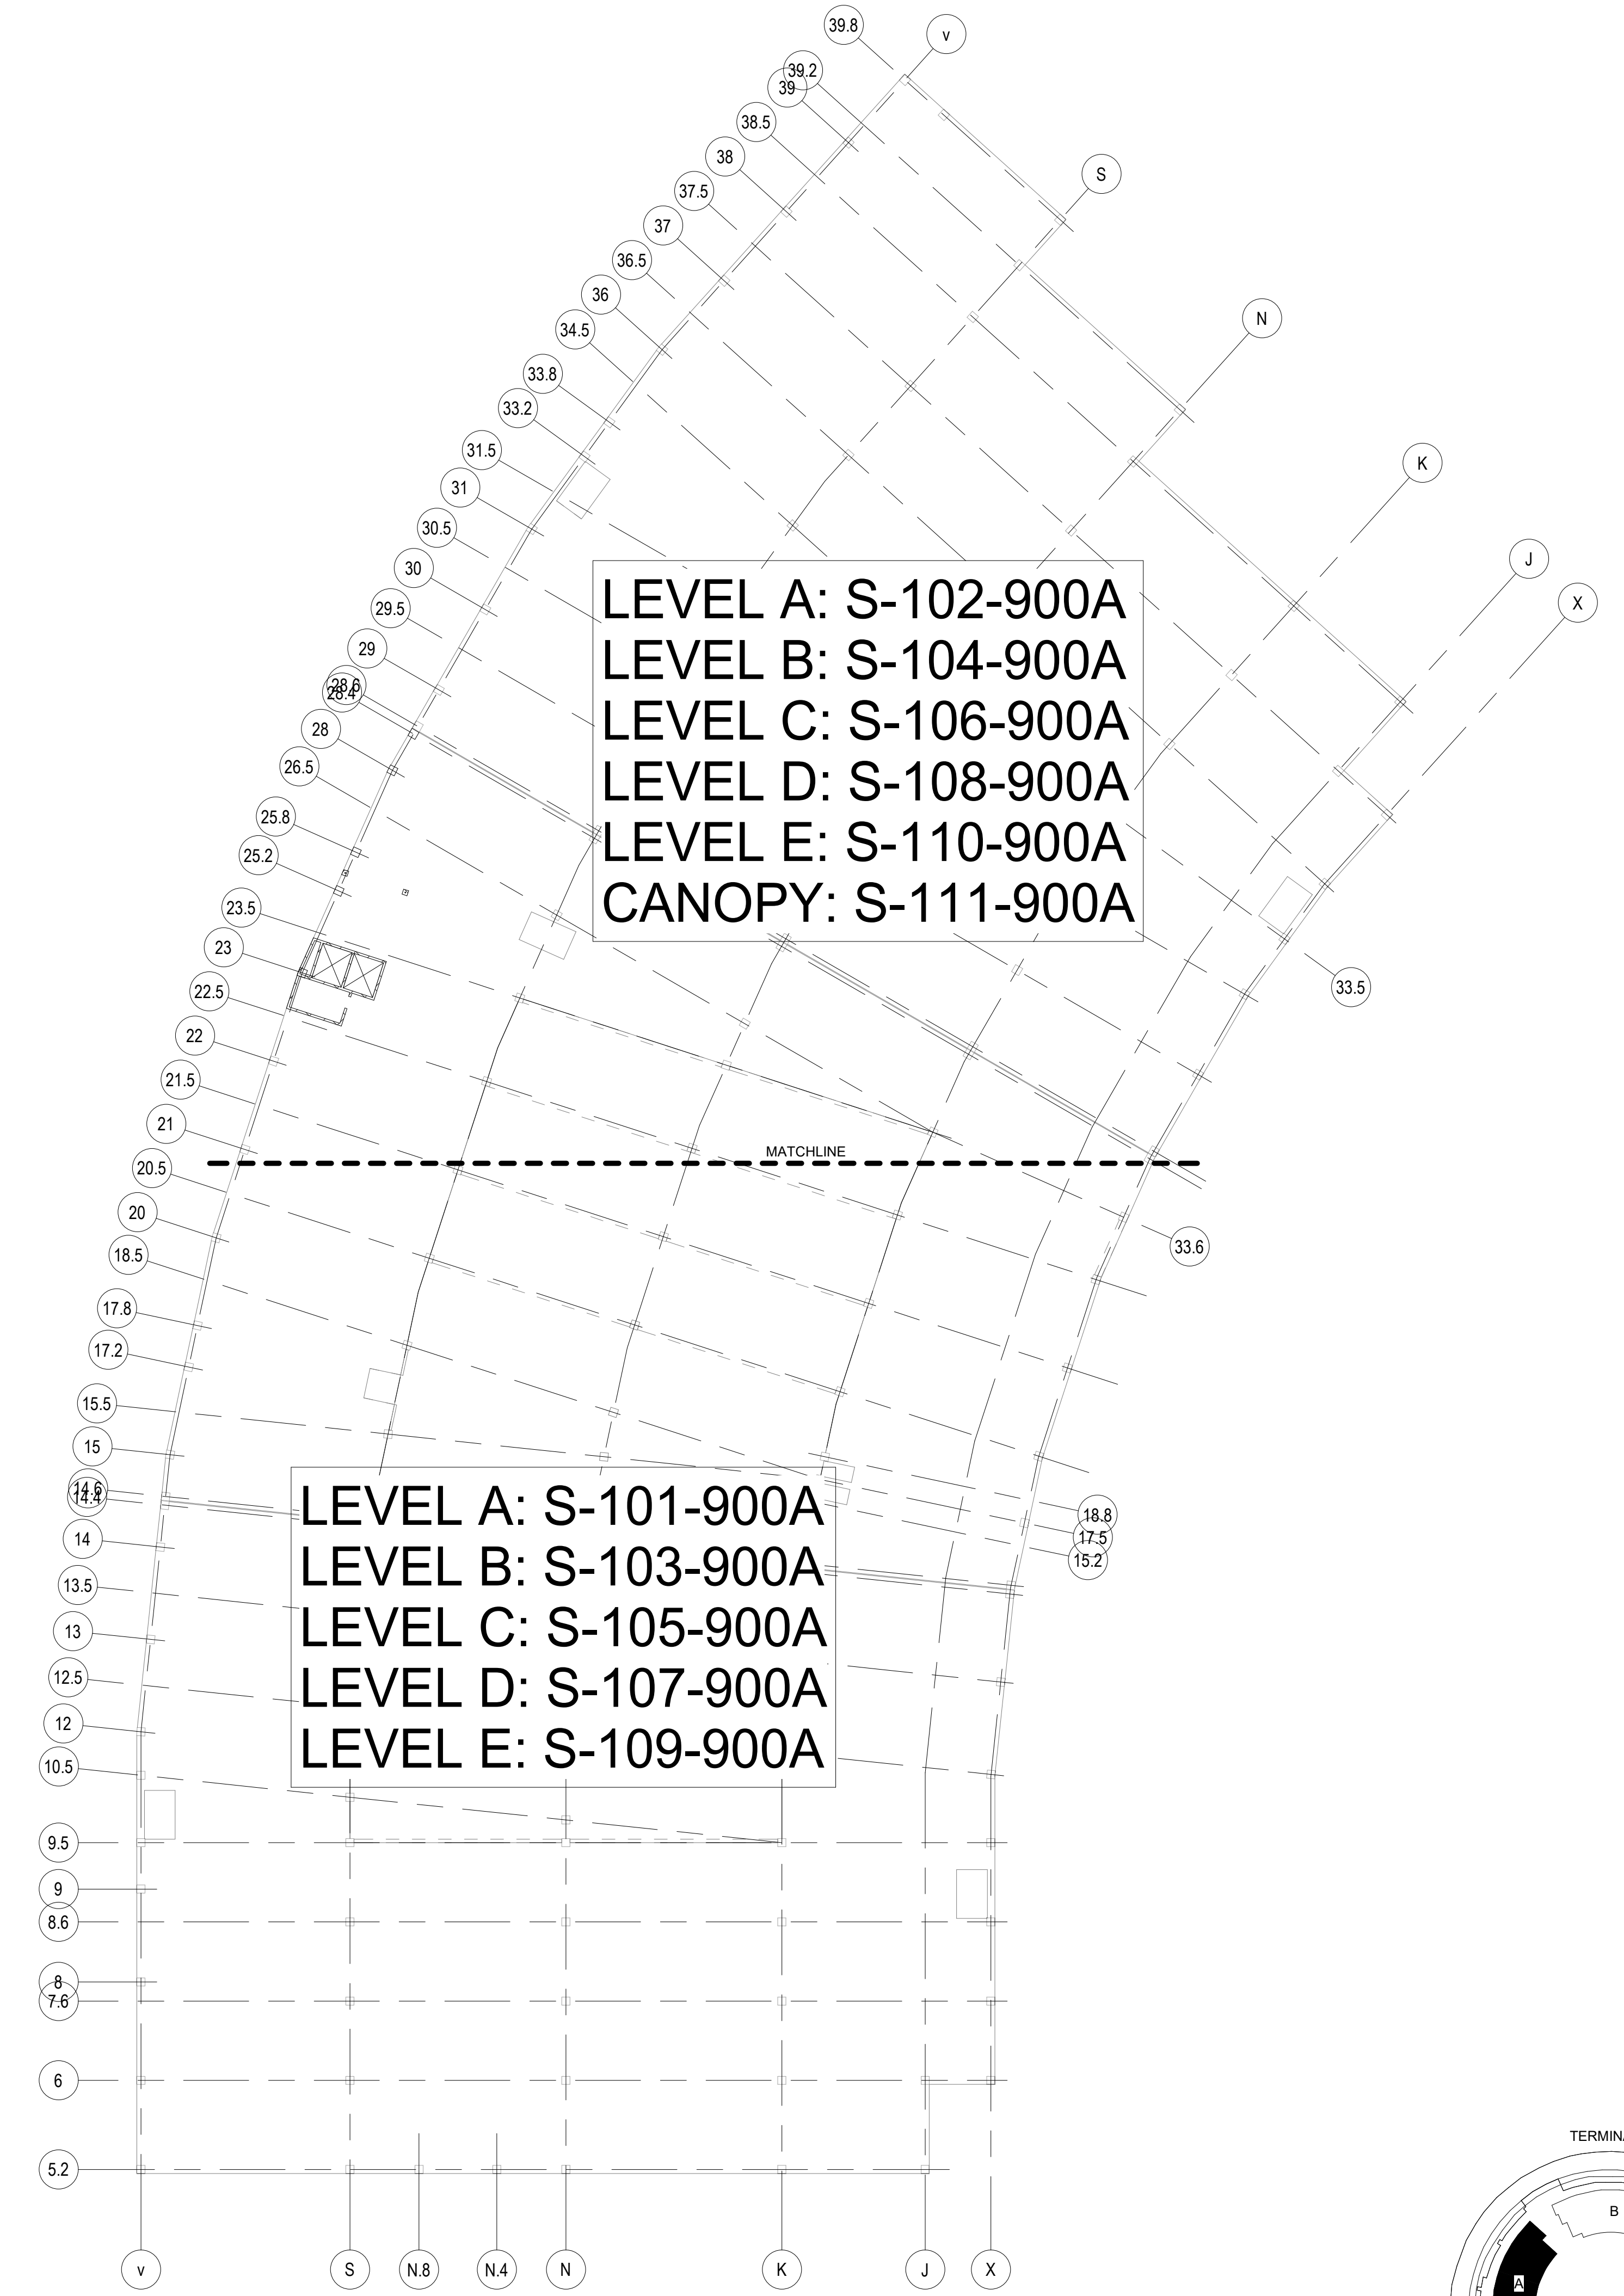 39.8
v
39.2
39
38.5
38
S
37.5
37
36.5
36
N
34.5
33.8
33.2
31.5
K
31
30.5
J
30
X
29.5
29
28.6
28.4
28
26.5
25.8
25.2
23.5
23
22.5
22
21.5
21
20.5
20
18.5
17.8
17.2
15.5
15
14.6
14.4
14
13.5
13
12.5
12
10.5
9.5
9
8.6
8
7.6
6
5.2
LEVEL A: S-102-900A
LEVEL B: S-104-900A
LEVEL C: S-106-900A
LEVEL D: S-108-900A
LEVEL E: S-110-900A
CANOPY: S-111-900A
33.5
MATCHLINE
33.6
LEVEL A: S-101-900A
LEVEL B: S-103-900A
LEVEL C: S-105-900A
LEVEL D: S-107-900A
LEVEL E: S-109-900A
18.8
17.5
15.2
v
S
N.8
N.4
N
K
J
X
TERMIN
B
A